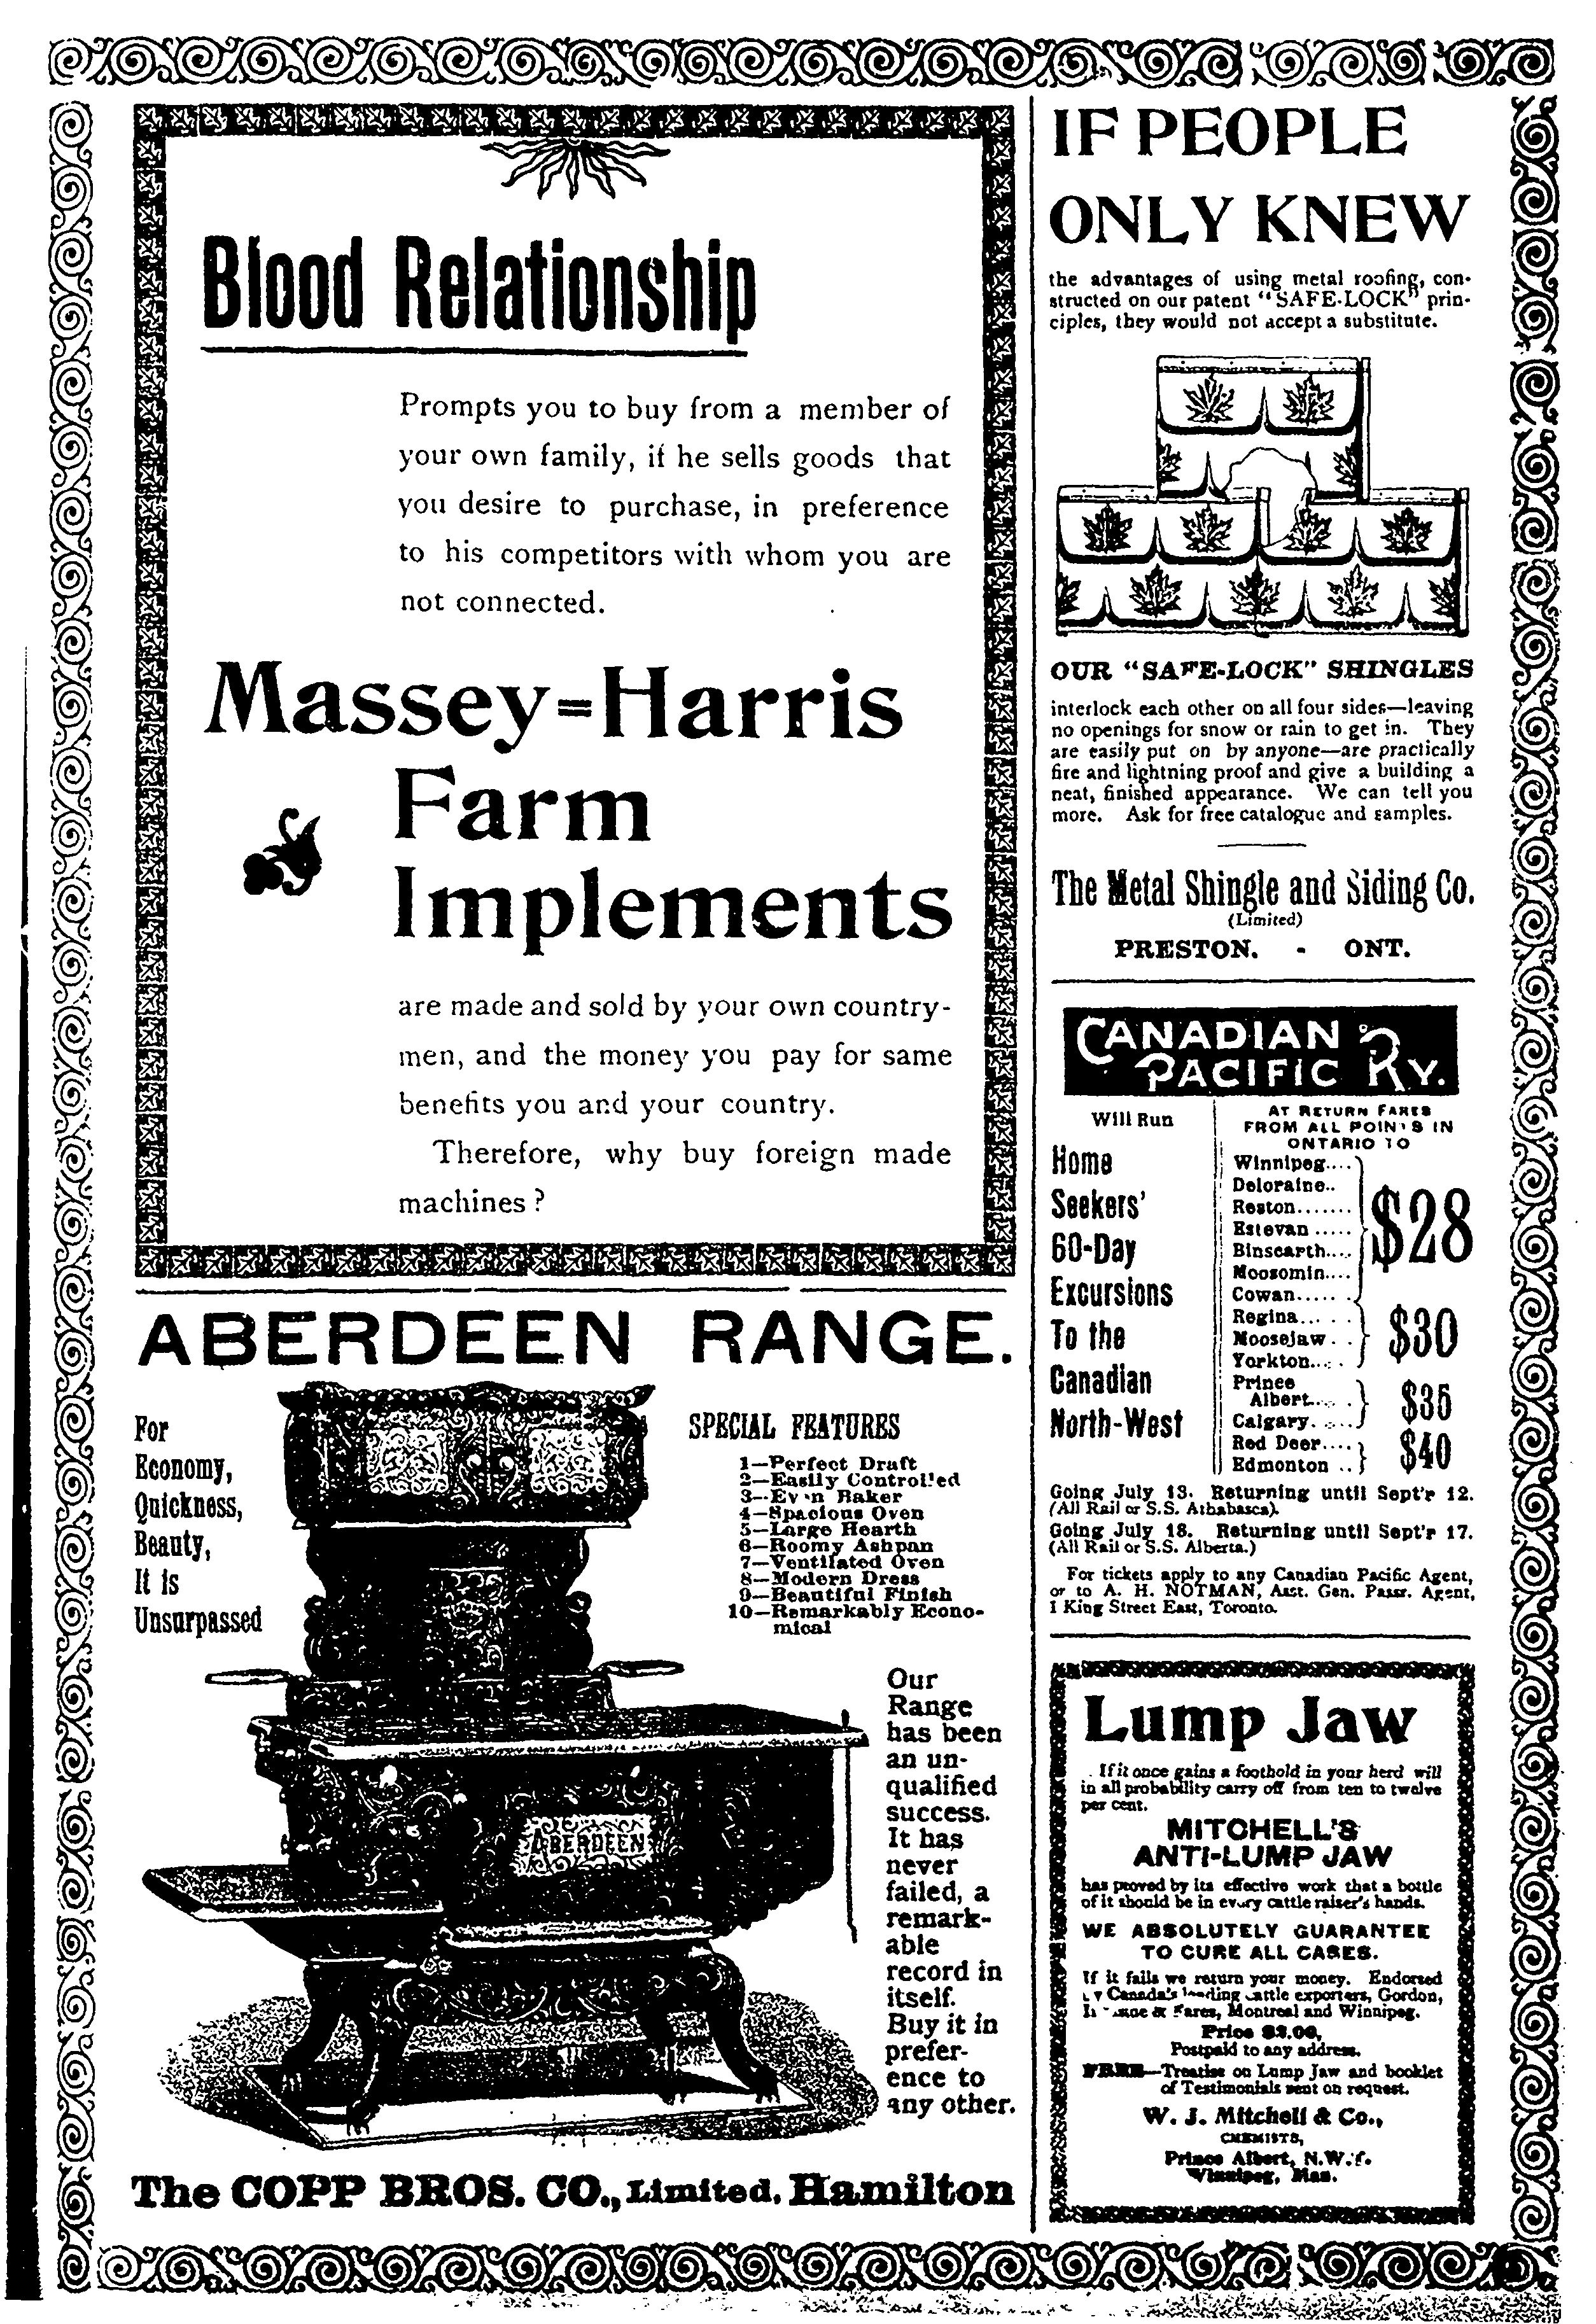 Blood Relationship
Prompts you to buy from a member of
your own family, if he sells goods that
you desire to purchase, in preference
to his competitors with whom you are
not connected.
Massey=Harris
Farm
Implements
are made and sold by your own country-
men, and the money you pay for same
benefits you and your country.
Therefore, why buy foreign made
machines?
ABERDEEN RANGE.
For
Economy,
Quickness,
Beauty,
It is
Unsurpassed
SPECIAL FEATURES
1—Perfect Draft
2—Easily Controlled
3—Even Baker
4—Spacious Oven
5—Large Hearth
6—Roomy Ashpan
7—Ventilated Oven
8—Modern Dress
9—Beautiful Finish
10—Remarkably Econo-
mical
ABERDEEN
Our
Range
has been
an un-
qualified
success.
It has
never
failed, a
remark-
able
record in
itself.
Buy it in
prefer-
ence to
any other.
The COPP BROS. CO., Limited, Hamilton
IF PEOPLE
ONLY KNEW
the advantages of using metal roofing, con-
structed on our patent "SAFE-LOCK" prin-
ciples, they would not accept a substitute.
OUR "SAFE-LOCK" SHINGLES
interlock each other on all four sides—leaving
no openings for snow or rain to get in. They
are easily put on by anyone—are practically
fire and lightning proof and give a building a
neat, finished appearance. We can tell you
more. Ask for free catalogue and samples.
The Metal Shingle and Siding Co.
(Limited)
PRESTON. - ONT.
CANADIAN
PACIFIC RY.
Will Run
Home
Seekers'
60-Day
Excursions
To the
Canadian
North-West
AT RETURN FARES
FROM ALL POINTS IN
ONTARIO TO
Winnipeg....
Deloraine..
Reston.......
Estevan .....
Binscarth....
Moosomin....
Cowan......
$28
Regina.....
Moosejaw..
Yorkton....
$30
Prince
Albert.....
Calgary.....
$35
Red Deer....
Edmonton ..
$40
Going July 13. Returning until Sept'r 12.
(All Rail or S.S. Athabasca).
Going July 18. Returning until Sept'r 17.
(All Rail or S.S. Alberta.)
For tickets apply to any Canadian Pacific Agent,
or to A. H. NOTMAN, Asst. Gen. Passr. Agent,
1 King Street East, Toronto.
Lump Jaw
If it once gains a foothold in your herd will
in all probability carry off from ten to twelve
per cent.
MITCHELL'S
ANTI-LUMP JAW
has proved by its effective work that a bottle
of it should be in every cattle raiser's hands.
WE ABSOLUTELY GUARANTEE
TO CURE ALL CASES.
If it fails we return your money. Endorsed
Canada's leading cattle exporters, Gordon,
& Fares, Montreal and Winnipeg.
Price $2.00,
Postpaid to any address.
FREE—Treatise on Lump Jaw and booklet
of Testimonials sent on request.
W. J. Mitchell & Co.,
CHEMISTS,
Prince Albert, N.W.T.
Winnipeg, Man.